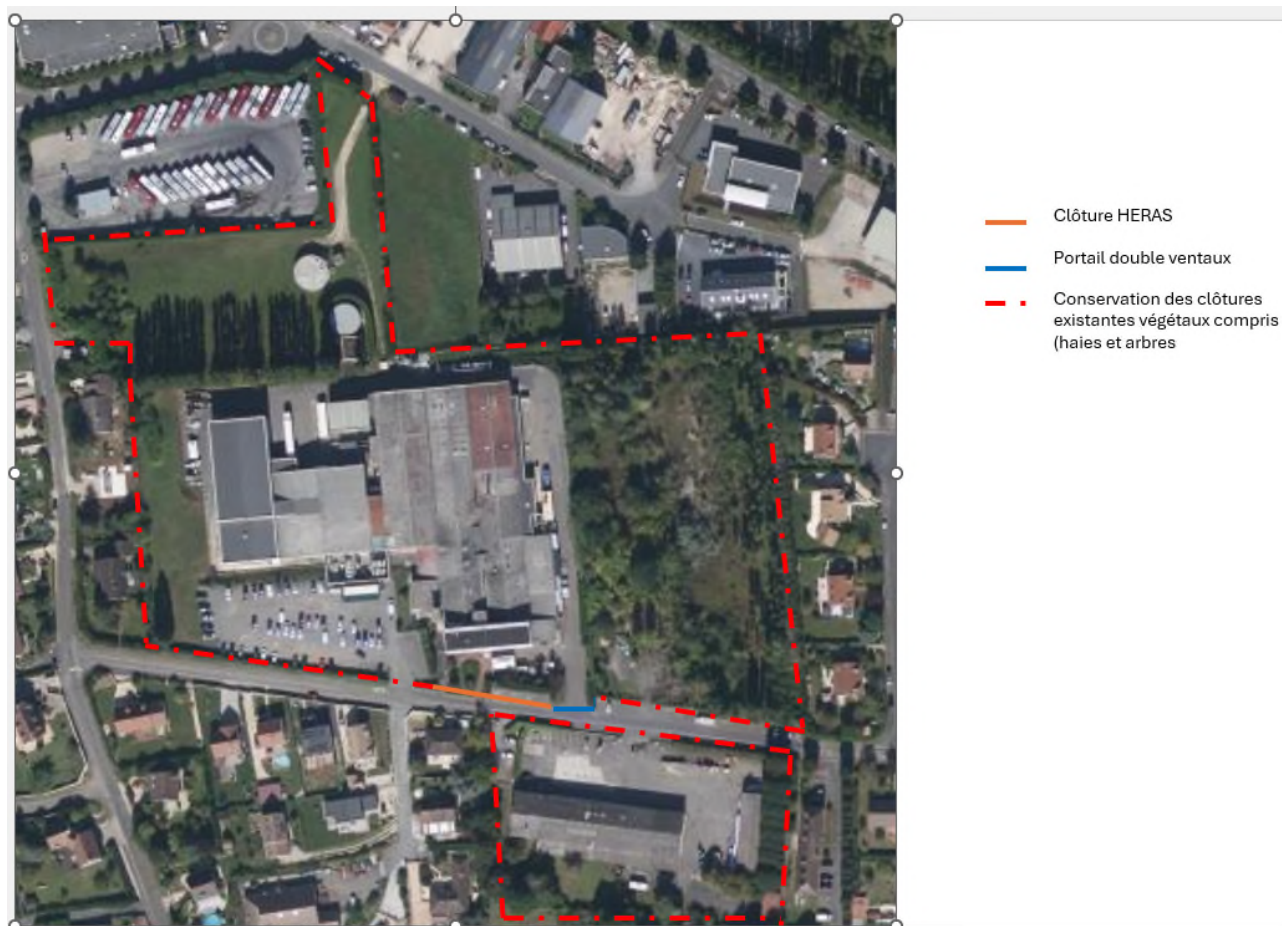 Clôture HERAS
Portail double ventaux
Conservation des clôtures
existantes végétaux compris
(haies et arbres